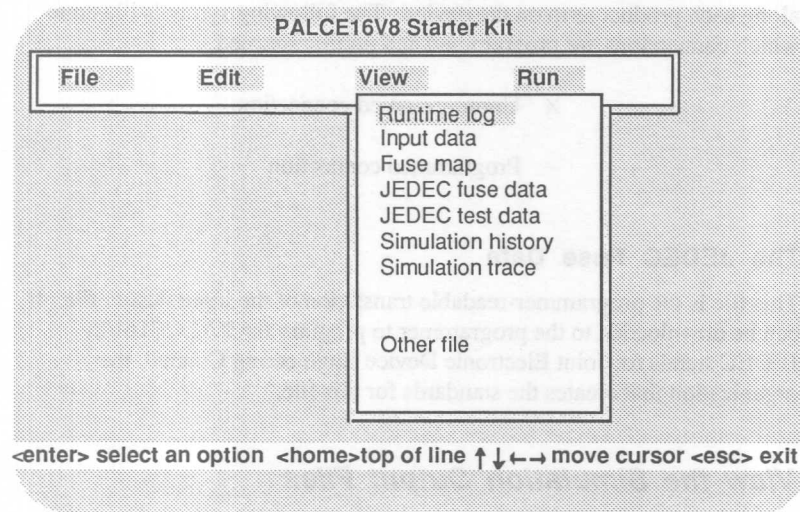 PALCE16V8 Starter Kit
File Edit View Run
Runtime log
Input data
Fuse map
JEDEC fuse data
JEDEC test data
Simulation history
Simulation trace
Other file
<enter> select an option <home>top of line ↑↓←→ move cursor <esc> exit